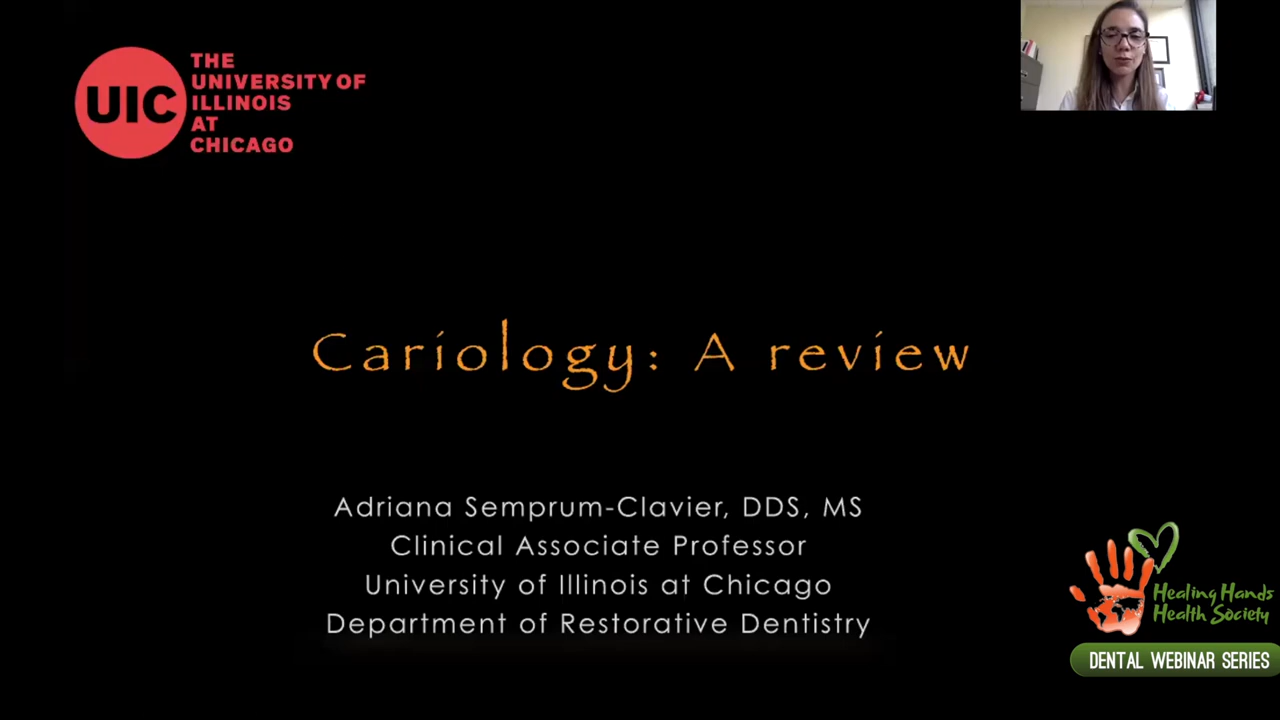 UIC
THE
UNIVERSITY OF
ILLINOIS
AT
CHICAGO
Cariology: A review
Adriana Semprum-Clavier, DDS, MS
Clinical Associate Professor
University of Illinois at Chicago
Department of Restorative Dentistry
Healing Hands
Health Society
DENTAL WEBINAR SERIES